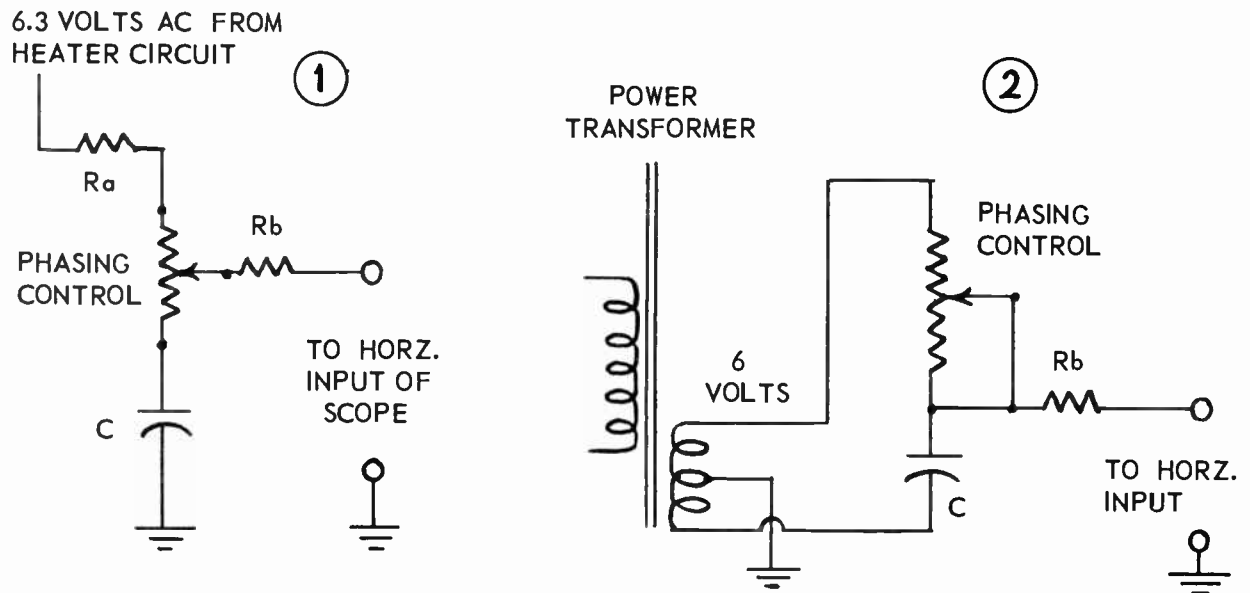 6.3 VOLTS AC FROM
HEATER CIRCUIT
1
Ra
Rb
PHASING
CONTROL
TO HORZ.
INPUT OF
SCOPE
C
2
POWER
TRANSFORMER
PHASING
CONTROL
6
VOLTS
Rb
C
TO HORZ.
INPUT